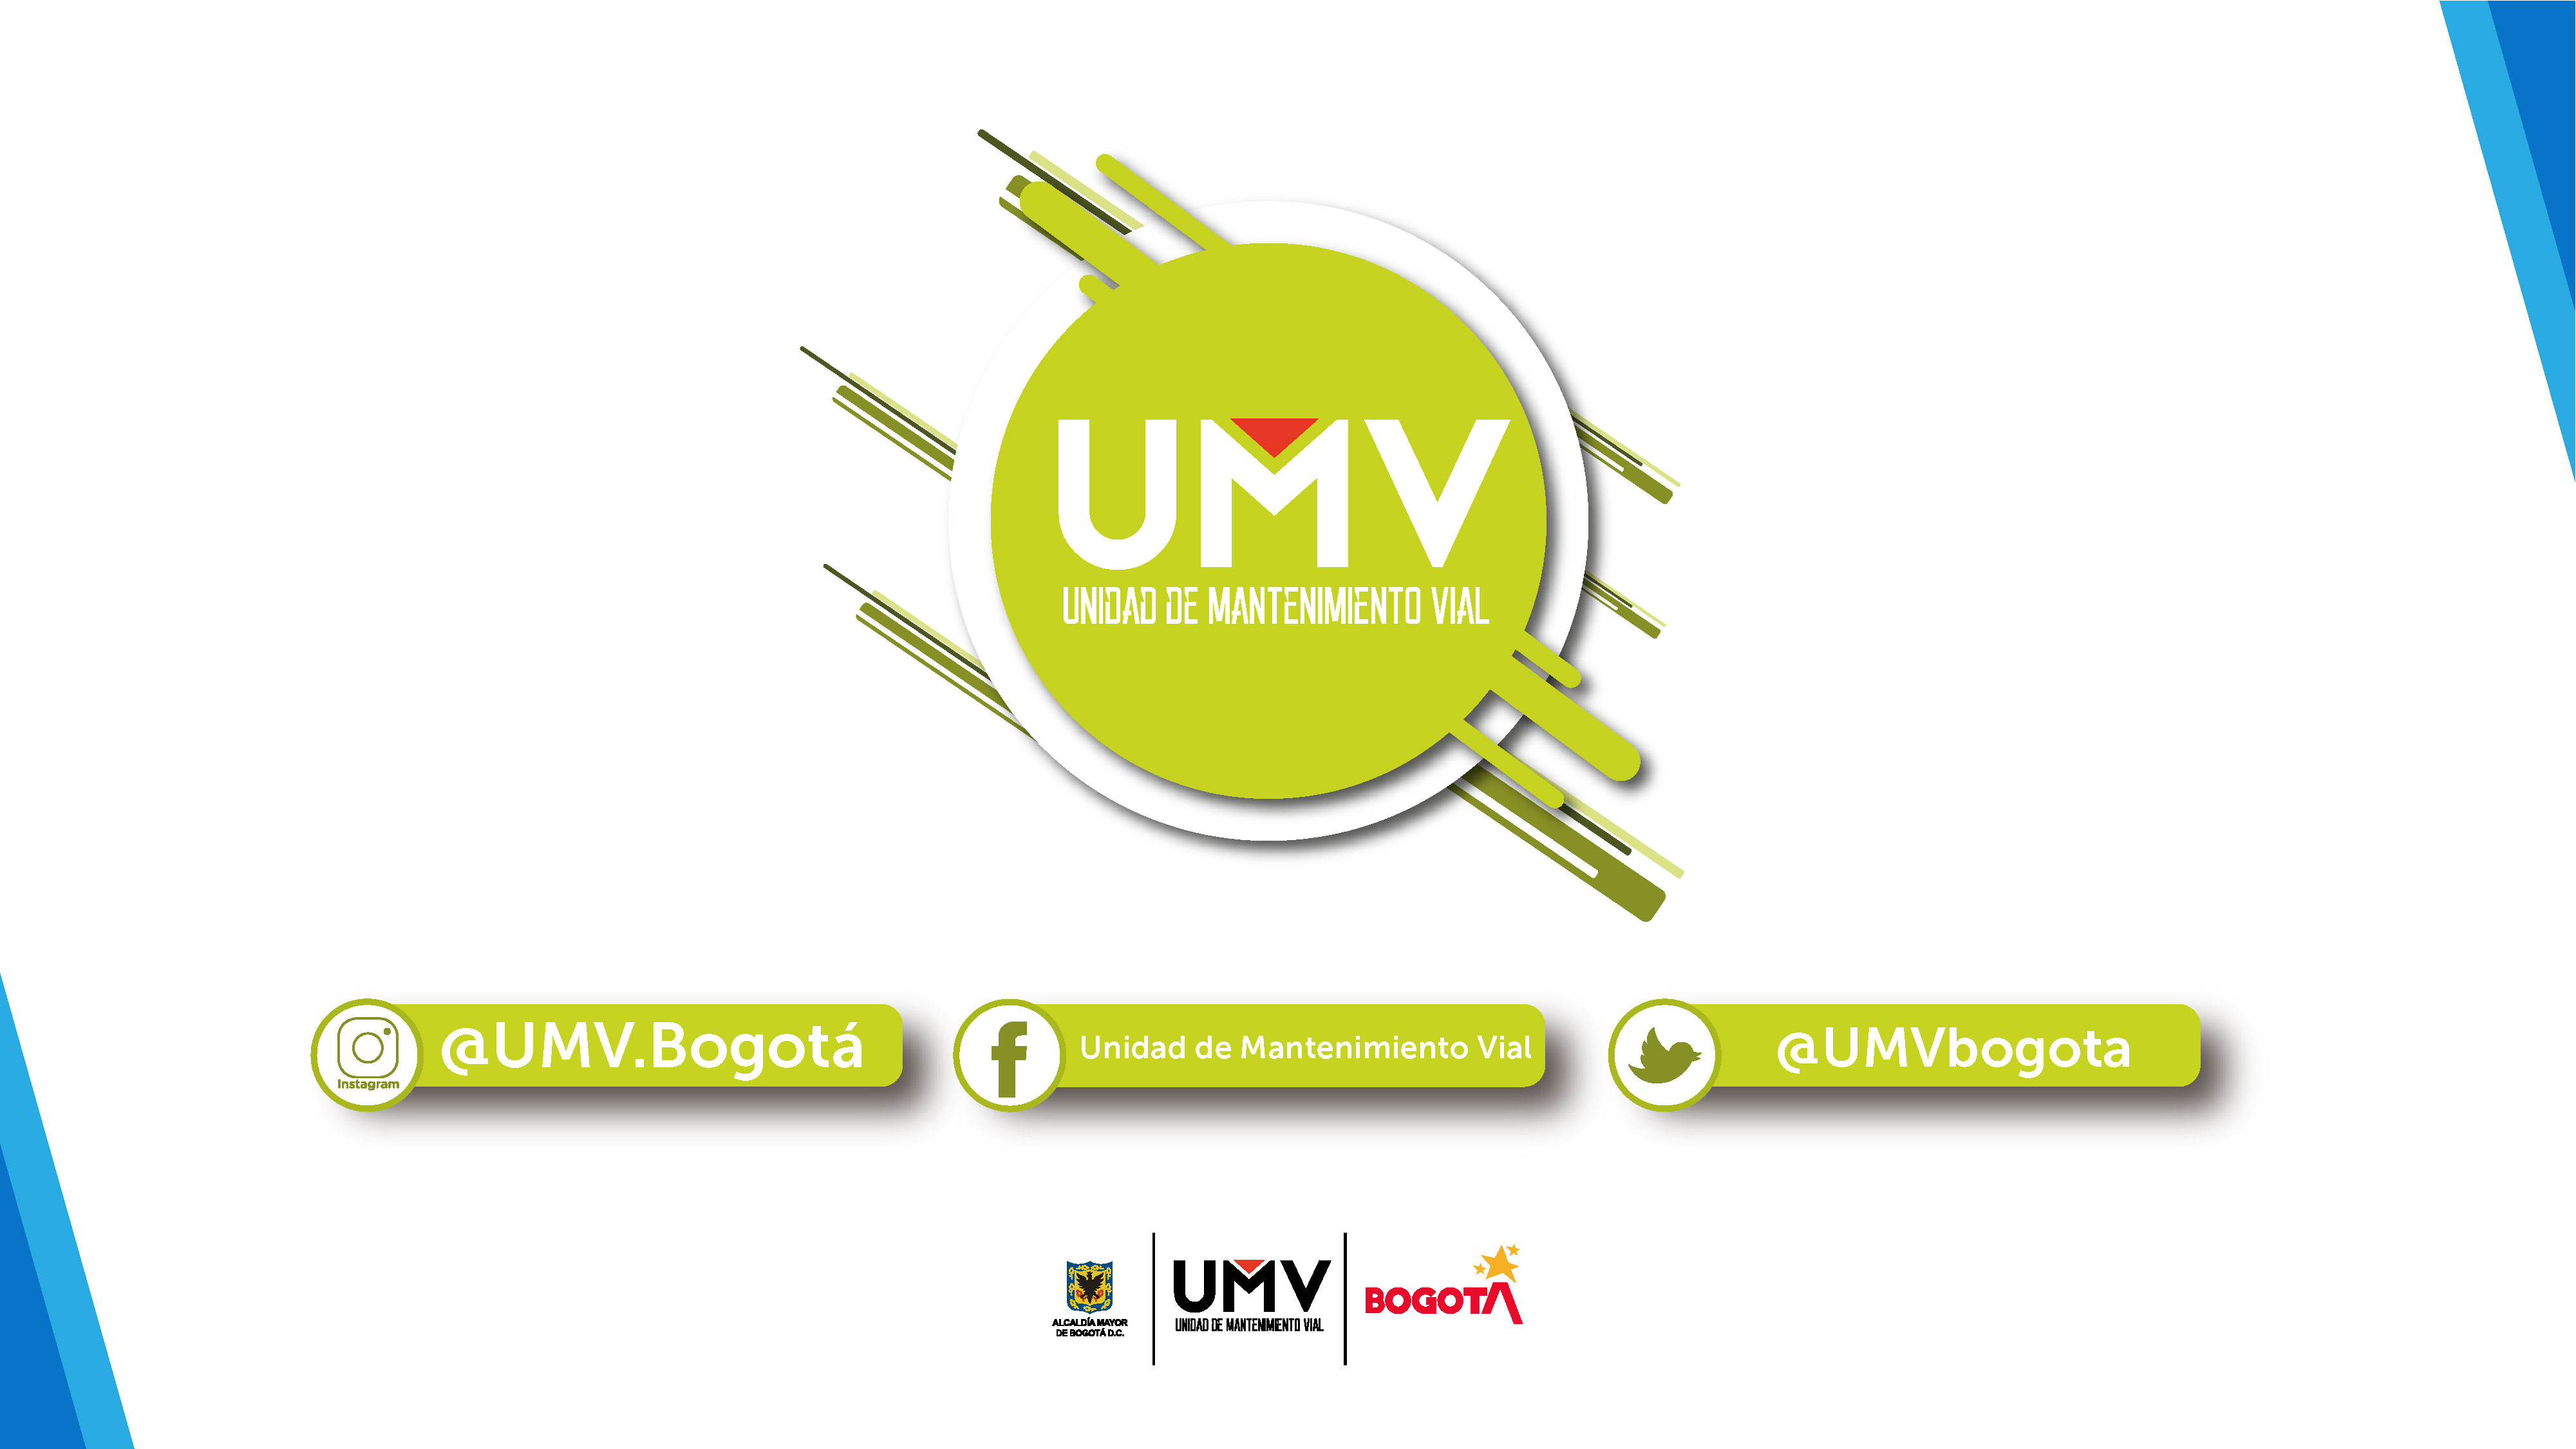 UMV
UNIDAD DE MANTENIMIENTO VIAL
Instagram
@UMV.Bogotá
Unidad de Mantenimiento Vial
@UMVbogota
ALCALDÍA MAYOR
DE BOGOTÁ D.C.
UMV
UNIDAD DE MANTENIMIENTO VIAL
BOGOTÁ